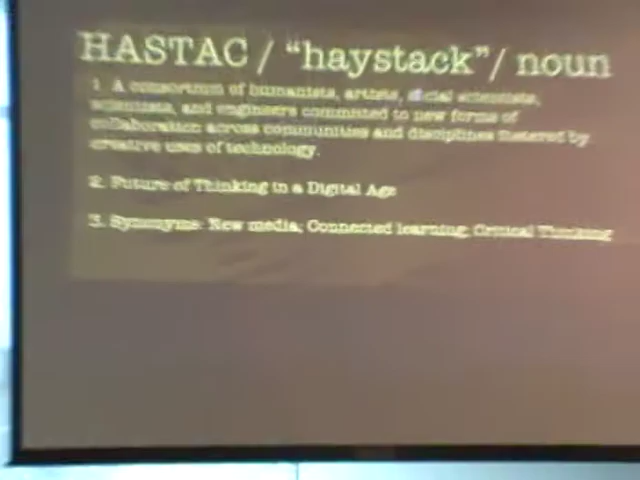 HASTAC / "haystack"/ noun
1. A consortium of humanists, artists, social scientists,
scientists, and engineers committed to new forms of
collaboration across communities and disciplines fostered by
creative uses of technology.
2. Future of Thinking in a Digital Age
3. Synonyms: New media, Connected learning, Critical Thinking